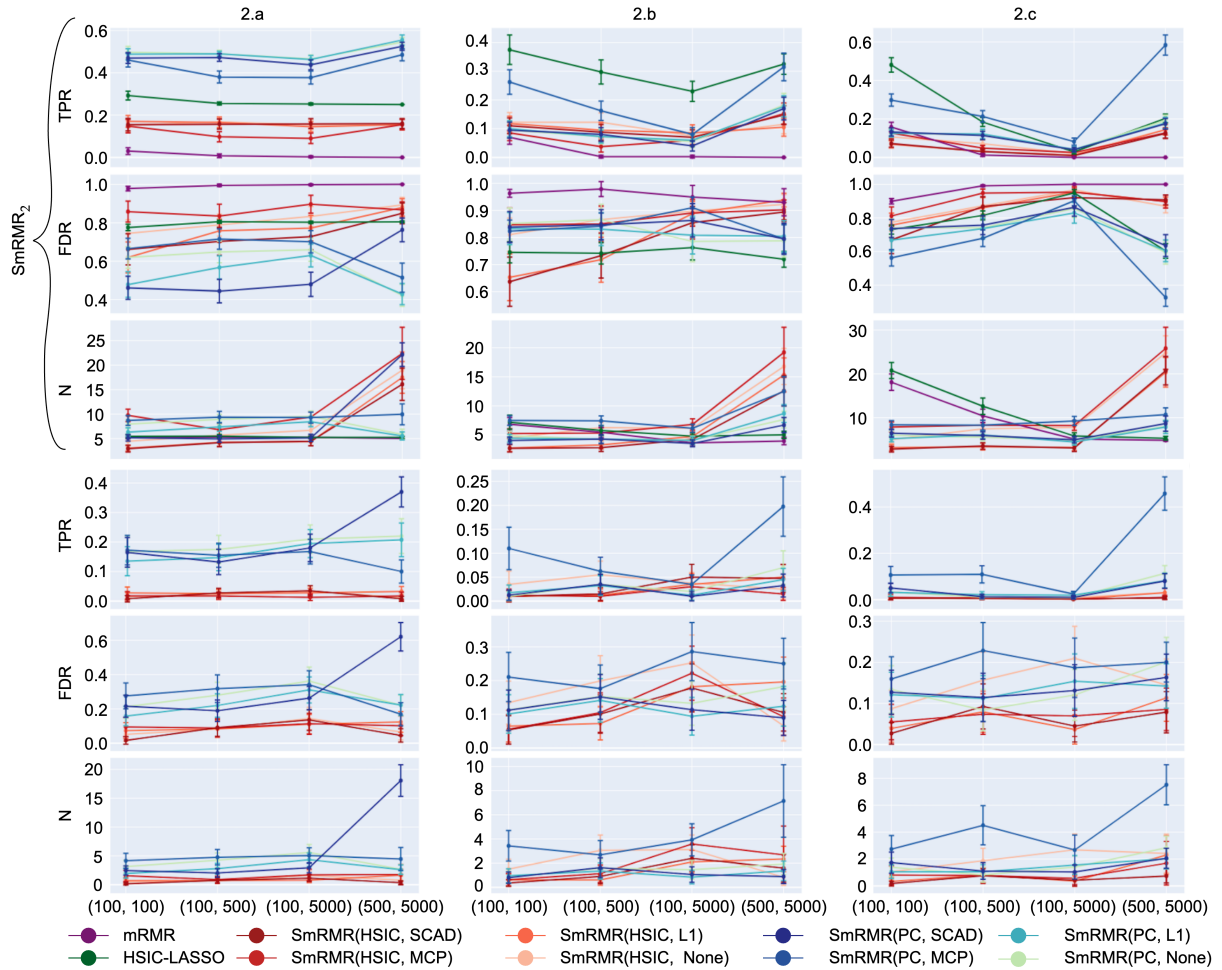 2.a 2.b 2.c
SmRMR2
TPR 0.6 0.4 0.2 0.0
0.4 0.3 0.2 0.1 0.0
0.6 0.4 0.2 0.0
FDR 1.0 0.8 0.6 0.4
1.0 0.9 0.8 0.7 0.6
1.0 0.8 0.6 0.4
N 25 20 15 10 5
20 15 10 5
30 20 10
TPR 0.4 0.3 0.2 0.1 0.0
0.25 0.20 0.15 0.10 0.05 0.00
0.4 0.2 0.0
FDR 0.6 0.4 0.2 0.0
0.3 0.2 0.1 0.0
0.3 0.2 0.1 0.0
N 20 15 10 5 0
10 8 6 4 2 0
8 6 4 2 0
(100, 100) (100, 500) (100, 5000) (500, 5000) (100, 100) (100, 500) (100, 5000) (500, 5000) (100, 100) (100, 500) (100, 5000) (500, 5000)
mRMR SmRMR(HSIC, SCAD) SmRMR(HSIC, L1) SmRMR(PC, SCAD) SmRMR(PC, L1)
HSIC-LASSO SmRMR(HSIC, MCP) SmRMR(HSIC, None) SmRMR(PC, MCP) SmRMR(PC, None)